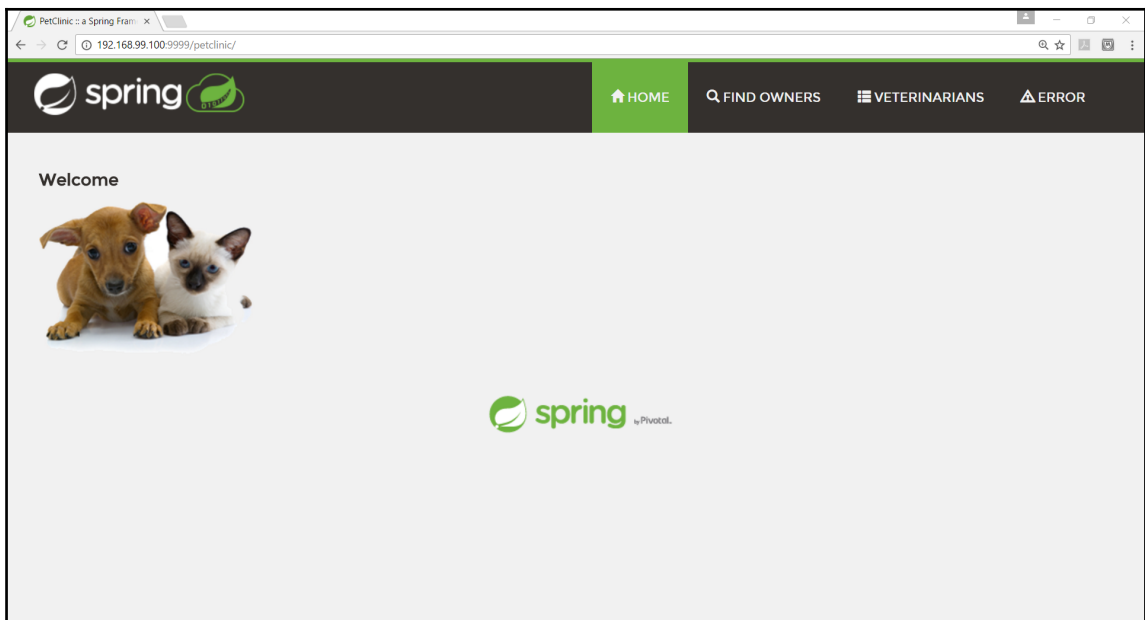 PetClinic :: a Spring Fram
192.168.99.100:9999/petclinic/
spring
HOME
FIND OWNERS
VETERINARIANS
ERROR
Welcome
spring by Pivotal.